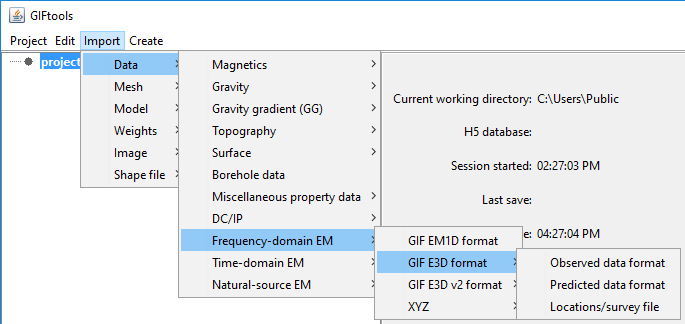 GIFtools
Project Edit Import Create
project
Data
Mesh
Model
Weights
Image
Shape file
Magnetics
Gravity
Gravity gradient (GG)
Topography
Surface
Borehole data
Miscellaneous property data
DC/IP
Frequency-domain EM
Time-domain EM
Natural-source EM
GIF EM1D format
GIF E3D format
GIF E3D v2 format
XYZ
Observed data format
Predicted data format
Locations/survey file
Current working directory: C:\Users\Public
H5 database:
Session started: 02:27:03 PM
Last save:
04:27:04 PM